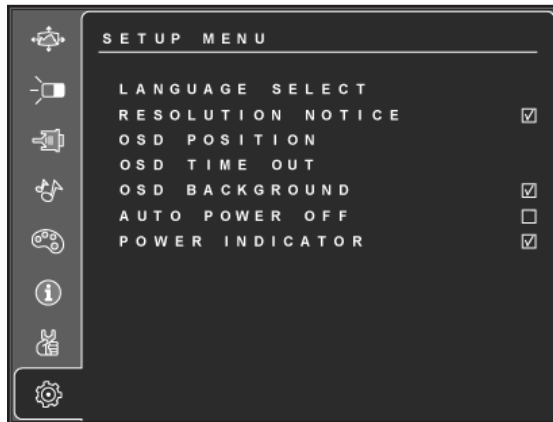 SETUP MENU
LANGUAGE SELECT
RESOLUTION NOTICE
OSD POSITION
OSD TIME OUT
OSD BACKGROUND
AUTO POWER OFF
POWER INDICATOR